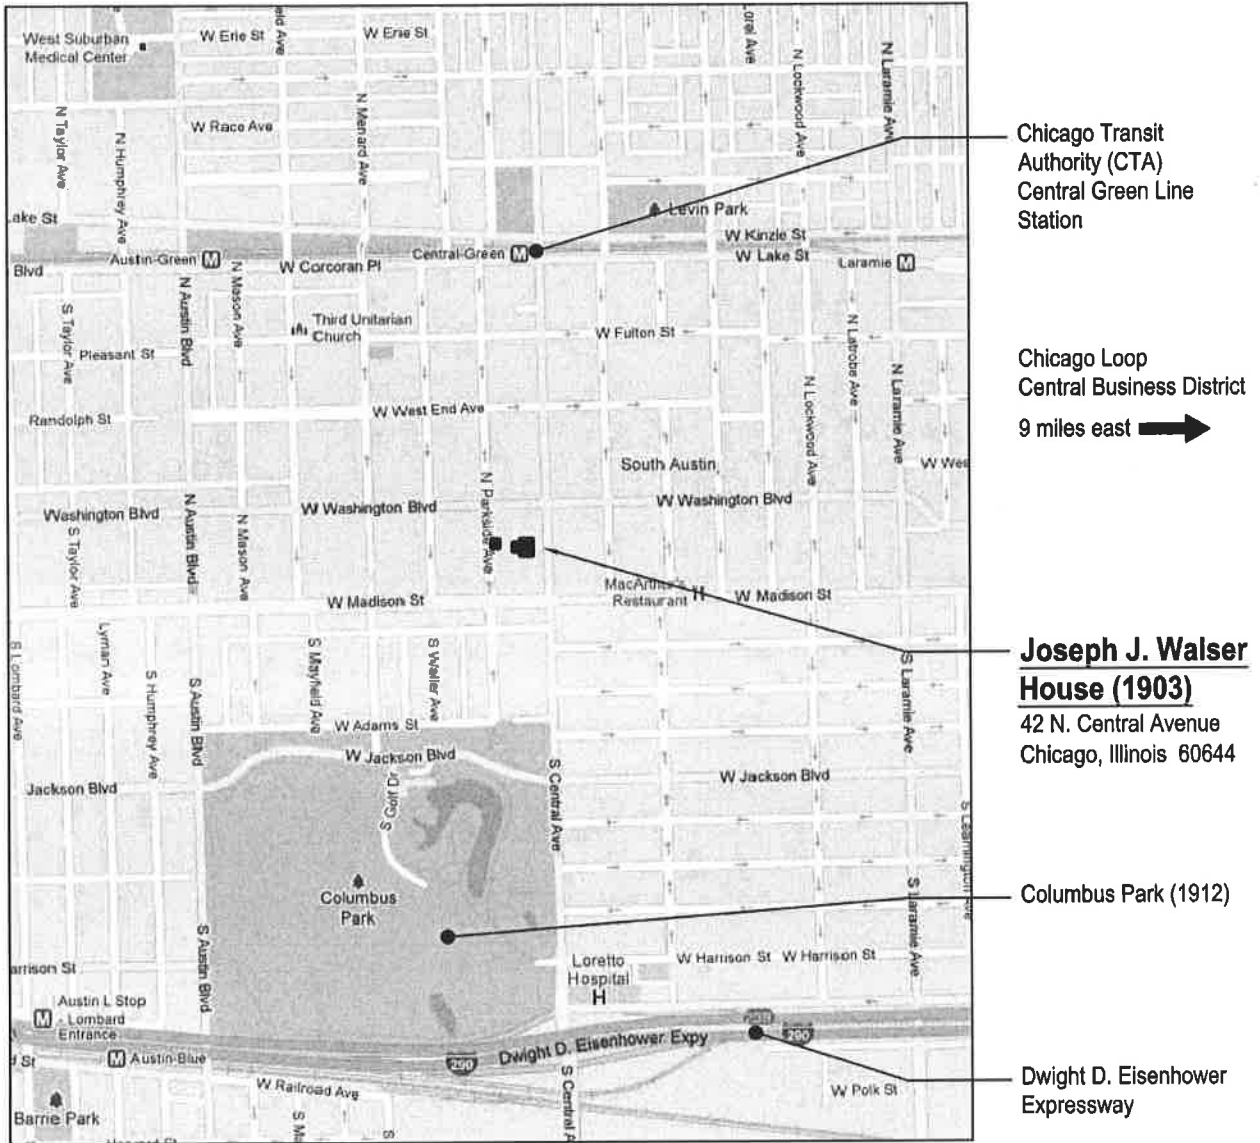 West Suburban
Medical Center
W Erie St
W Erie St
N Taylor Ave
N Humphrey Ave
W Race Ave
N Menard Ave
N Lockwood Ave
N Laramie Ave
Levin Park
W Kinzie St
W Lake St
Austin-Green M
W Corcoran Pl
Central-Green M
Laramie M
Blvd
S Taylor Ave
N Austin Blvd
N Mason Ave
Third Unitarian
Church
W Fulton St
N Latrobe Ave
N Laramie Ave
N Lockwood Ave
Pleasant St
Randolph St
W West End Ave
South Austin
Washington Blvd
N Austin Blvd
N Mason Ave
W Washington Blvd
N Parkside Ave
W Washington Blvd
S Taylor Ave
MacArthur's
Restaurant
W Madison St
W Madison St
S Lombard Ave
Lyman Ave
S Humphrey Ave
S Austin Blvd
S Mayfield Ave
S Waller Ave
S Laramie Ave
W Adams St
W Jackson Blvd
Jackson Blvd
S Golf Dr
S Central Ave
W Jackson Blvd
S Leamington Ave
Columbus
Park
S Austin Blvd
S Laramie Ave
Loretto
Hospital
H
W Harrison St
W Harrison St
Austin L Stop
- Lombard
Entrance
M
M Austin-Blue
290
Dwight D. Eisenhower Expy
290
W Railroad Ave
W Polk St
Barrie Park
Chicago Transit
Authority (CTA)
Central Green Line
Station
Chicago Loop
Central Business District
9 miles east
Joseph J. Walser
House (1903)
42 N. Central Avenue
Chicago, Illinois 60644
Columbus Park (1912)
Dwight D. Eisenhower
Expressway